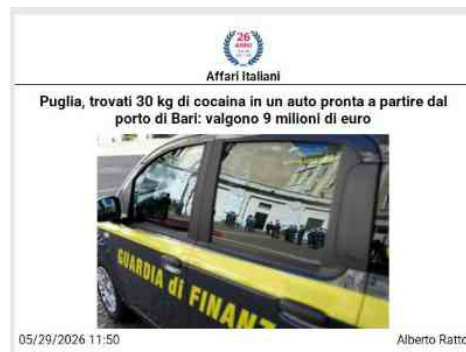 26
ANNI
Affari Italiani
Puglia, trovati 30 kg di cocaina in un auto pronta a partire dal
porto di Bari: valgono 9 milioni di euro
GUARDIA di FINANZ
05/29/2026 11:50
Alberto Ratto